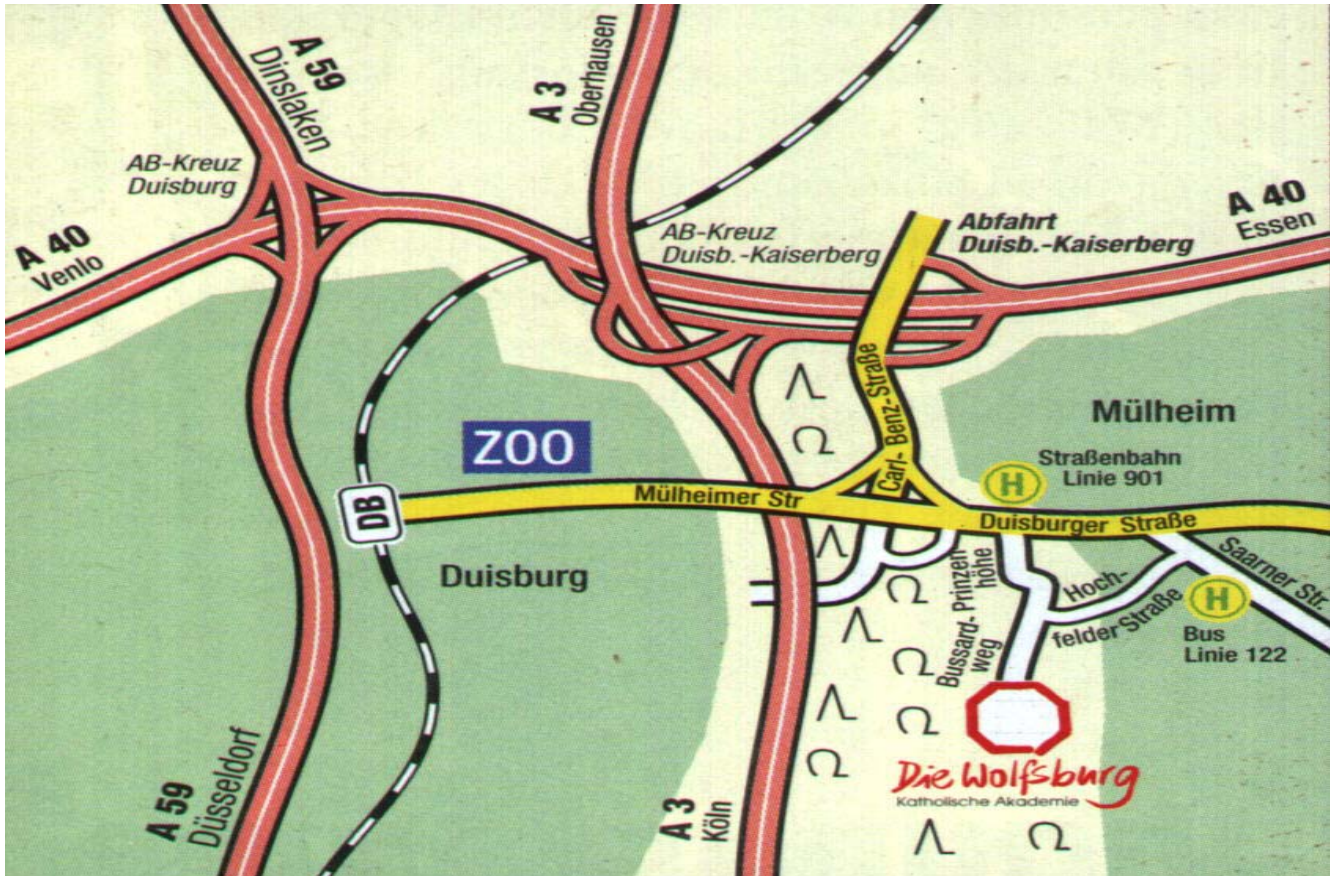 A 59
Dinslaken
A 3
Oberhausen
AB-Kreuz
Duisburg
A 40
Venlo
AB-Kreuz
Duisb.-Kaiserberg
Abfahrt
Duisb.-Kaiserberg
A 40
Essen
Carl-Benz-Straße
Mülheim
ZOO
H
Straßenbahn
Linie 901
DB
Mülheimer Str
Duisburger Straße
Duisburg
Prinzen
höhe
Bussard-
weg
Hoch-
felder Straße
Saarner Str.
H
Bus
Linie 122
Die Wolfsburg
Katholische Akademie
A 59
Düsseldorf
A 3
Köln